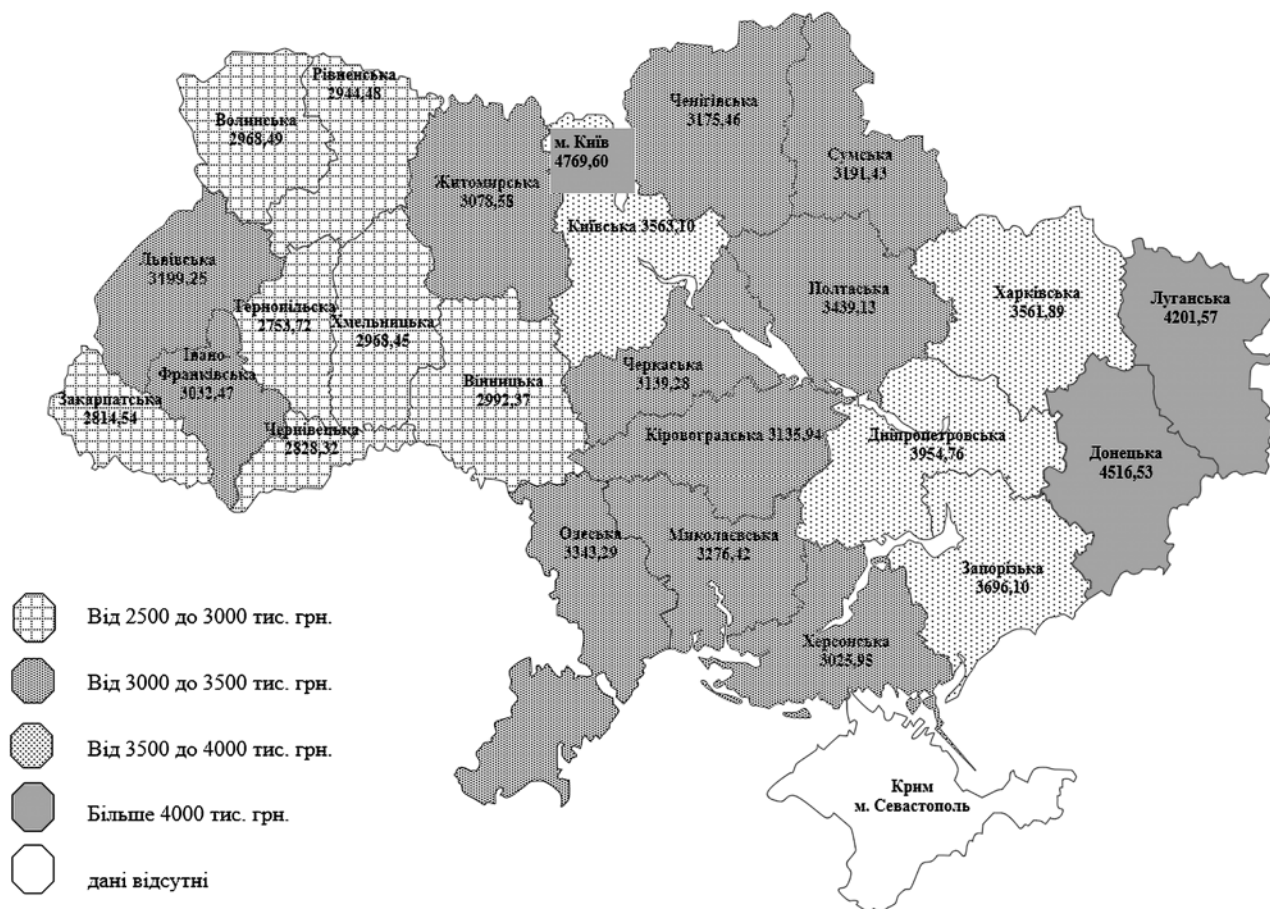 Рівненська
2944,48
Волинська
2968,49
Ченігівська
3175,46
м. Київ
4769,60
Сумська
3191,43
Житомирська
3078,58
Київська 3563,10
Львівська
3199,25
Тернопільска
2753,72
Хмельницька
2968,45
Полтаська
3439,13
Харківська
3561,89
Луганська
4201,57
Івано-
Франківська
3032,47
Черкаська
3139,28
Вінницька
2992,37
Закарпатська
2814,54
Чернівецька
2828,32
Кіровоградська 3135,94
Дніпропетровська
3954,76
Донецька
4516,53
Одеська
3343,29
Миколаєвська
3276,42
Запорізька
3696,10
Херсонська
3025,95
Крим
м. Севастополь
Від 2500 до 3000 тис. грн.
Від 3000 до 3500 тис. грн.
Від 3500 до 4000 тис. грн.
Більше 4000 тис. грн.
дані відсутні